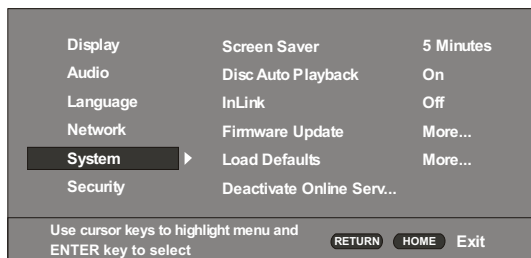 Display Screen Saver 5 Minutes
Audio Disc Auto Playback On
Language InLink Off
Network Firmware Update More...
System Load Defaults More...
Security Deactivate Online Serv...
Use cursor keys to highlight menu and
ENTER key to select
RETURN HOME Exit